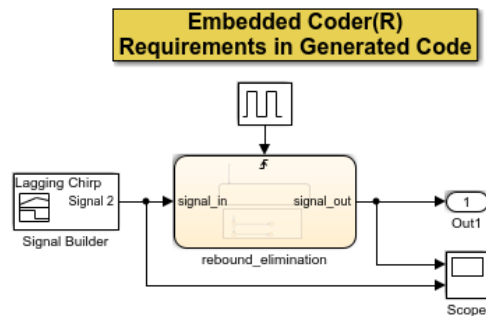 Embedded Coder(R)
Requirements in Generated Code
Lagging Chirp
Signal 2
Signal Builder
signal_in
signal_out
rebound_elimination
1
Out1
Scope